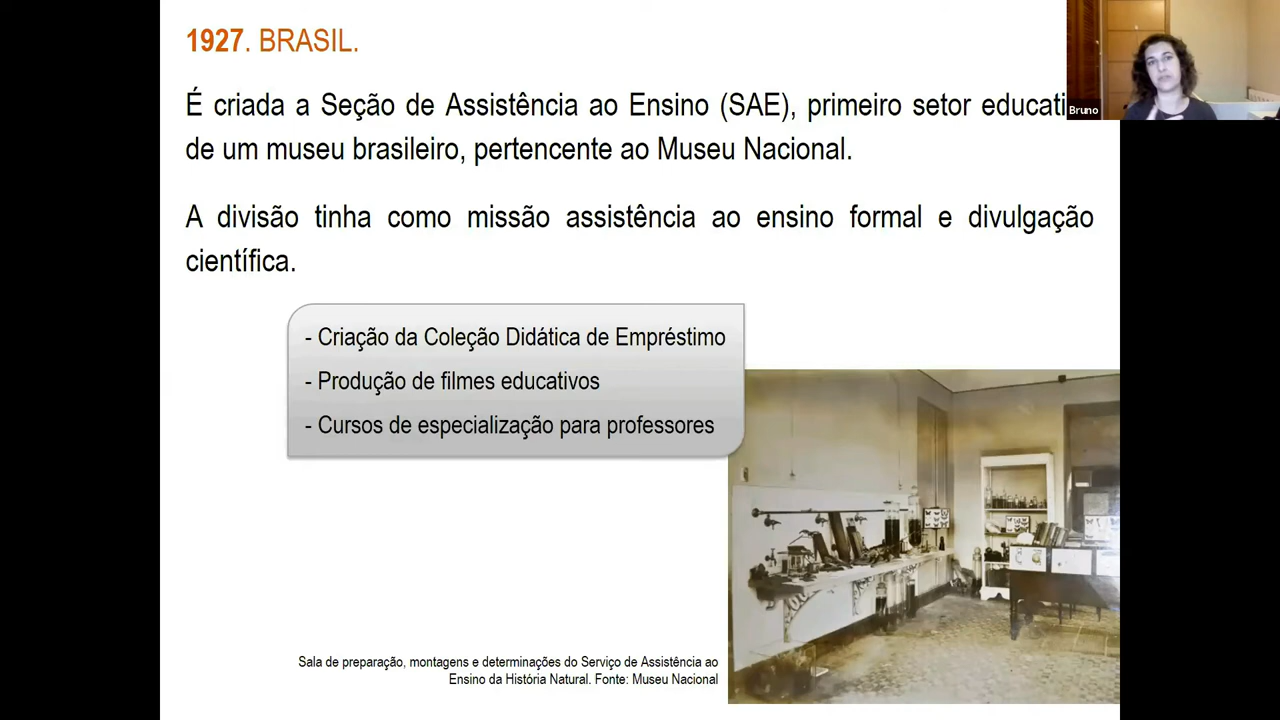 1927. BRASIL.
É criada a Seção de Assistência ao Ensino (SAE), primeiro setor educati
de um museu brasileiro, pertencente ao Museu Nacional.
A divisão tinha como missão assistência ao ensino formal e divulgação
científica.
- Criação da Coleção Didática de Empréstimo
- Produção de filmes educativos
- Cursos de especialização para professores
Sala de preparação, montagens e determinações do Serviço de Assistência ao
Ensino da História Natural. Fonte: Museu Nacional
Bruno